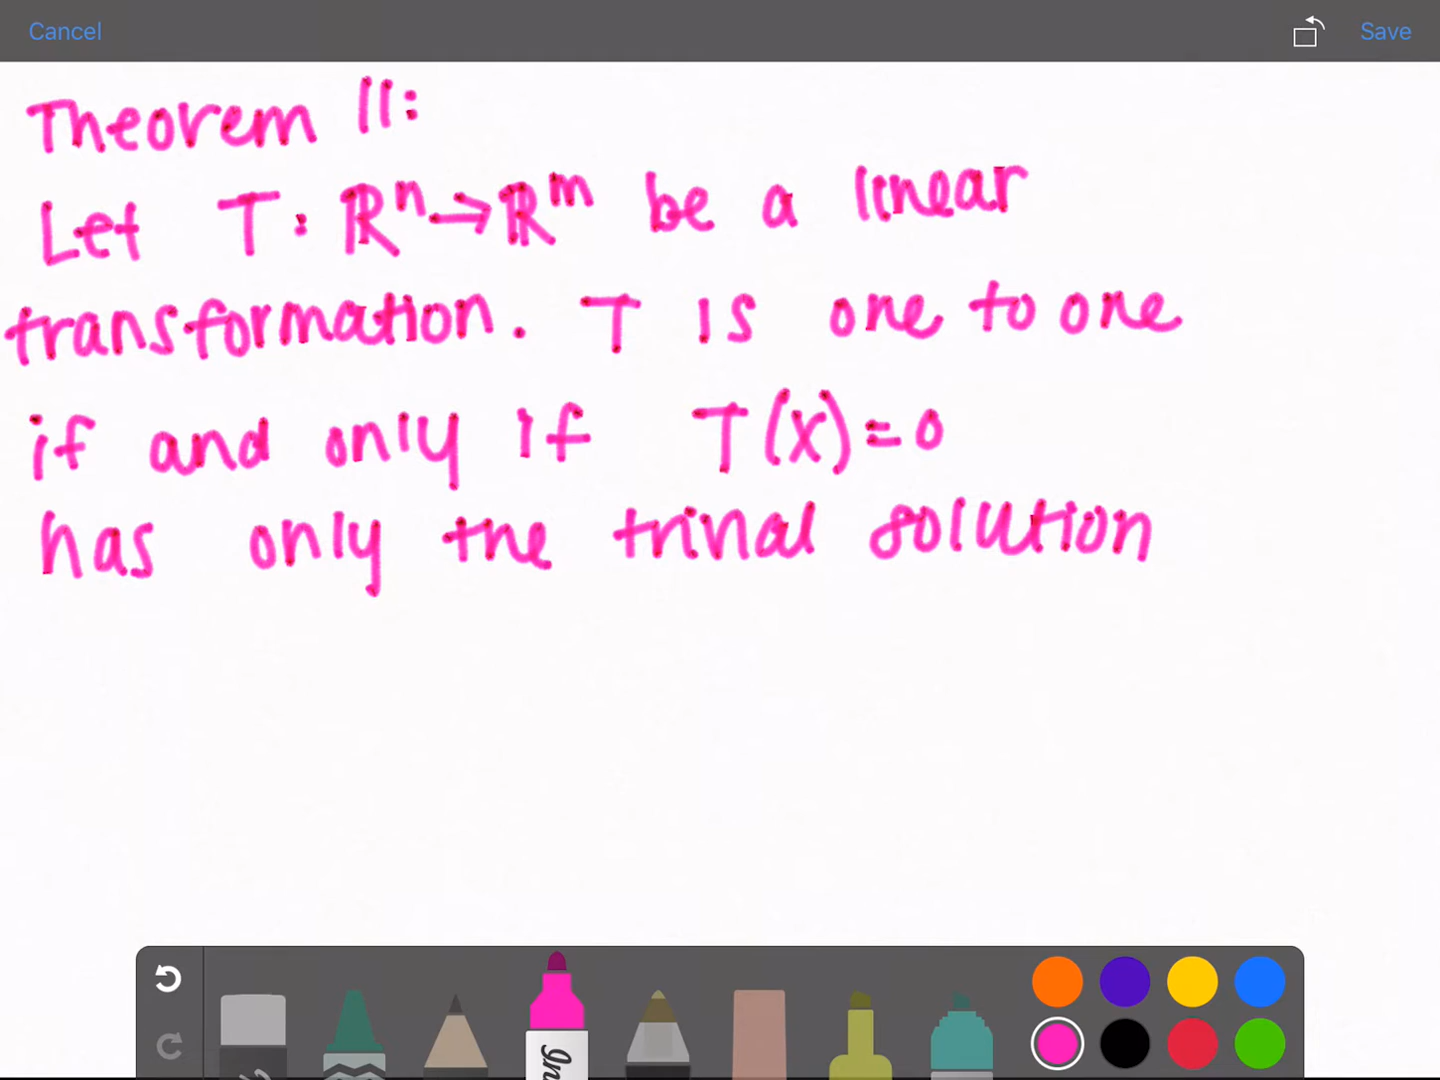 Cancel
Save
Theorem 11:
Let T: ℝⁿ→ℝᵐ be a linear
transformation. T is one to one
if and only if T(x)=0
has only the trivial solution